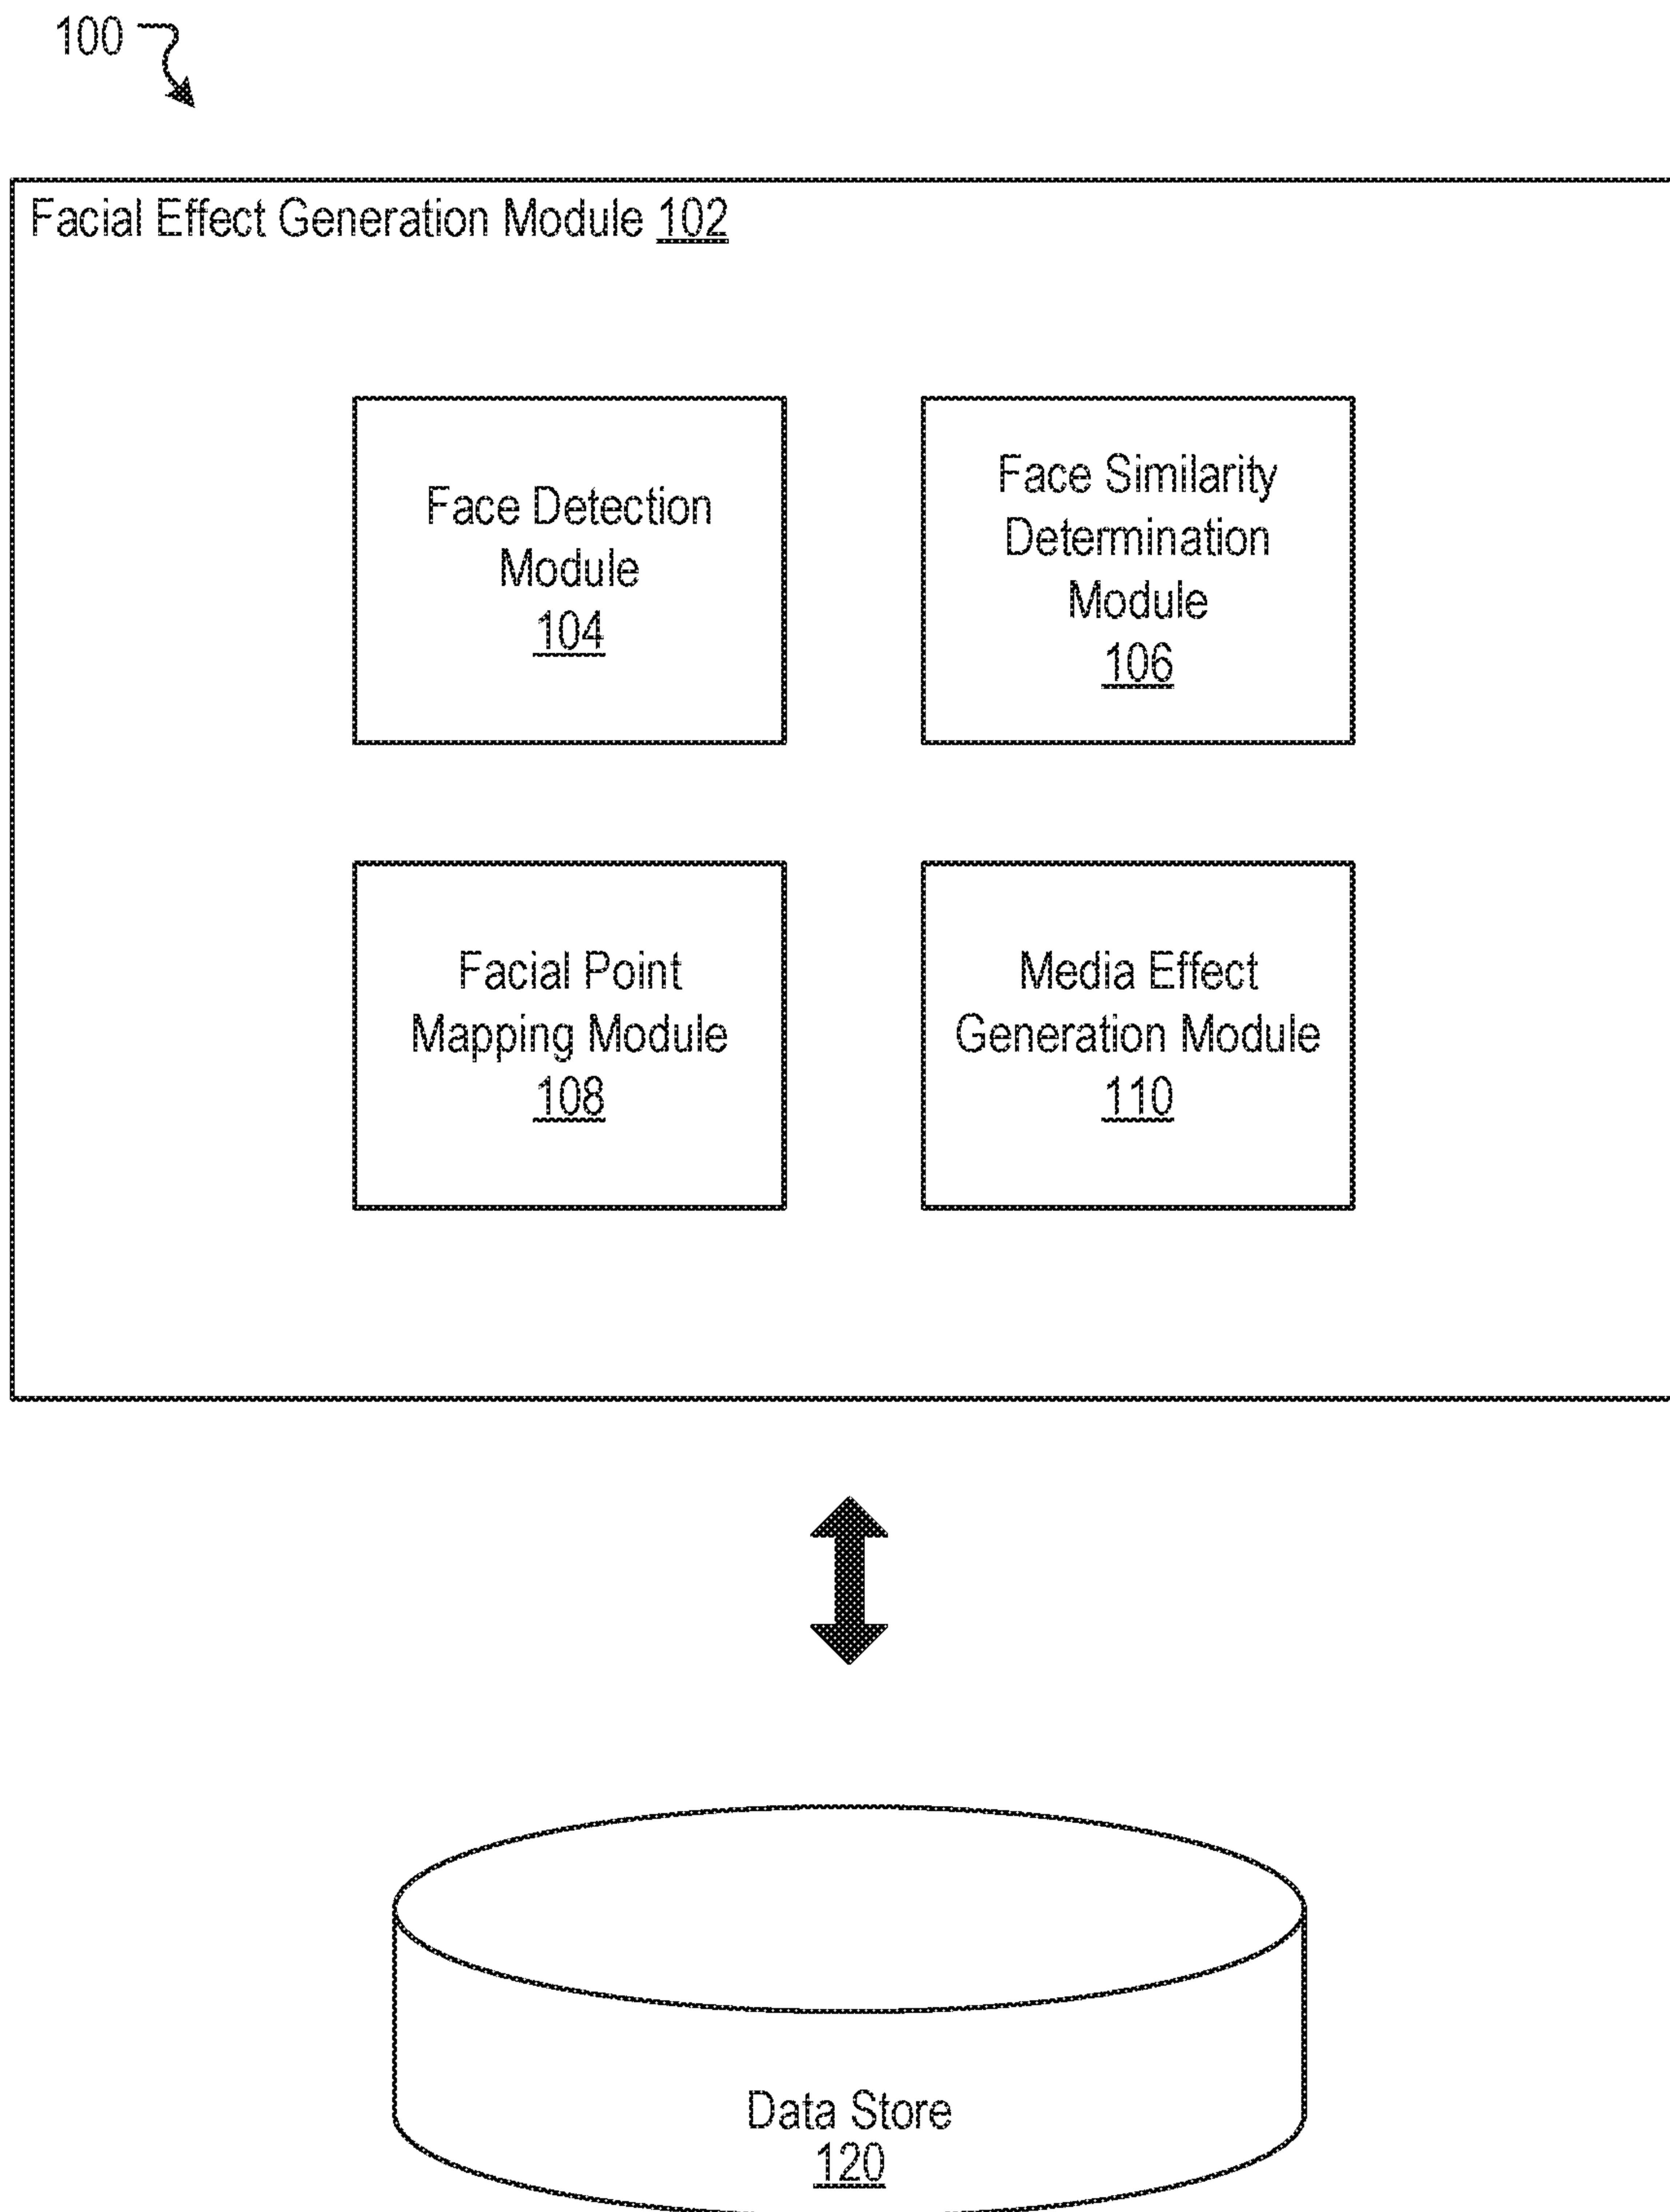 100
Facial Effect Generation Module 102
Face Detection
Module
104
Face Similarity
Determination
Module
106
Facial Point
Mapping Module
108
Media Effect
Generation Module
110
Data Store
120